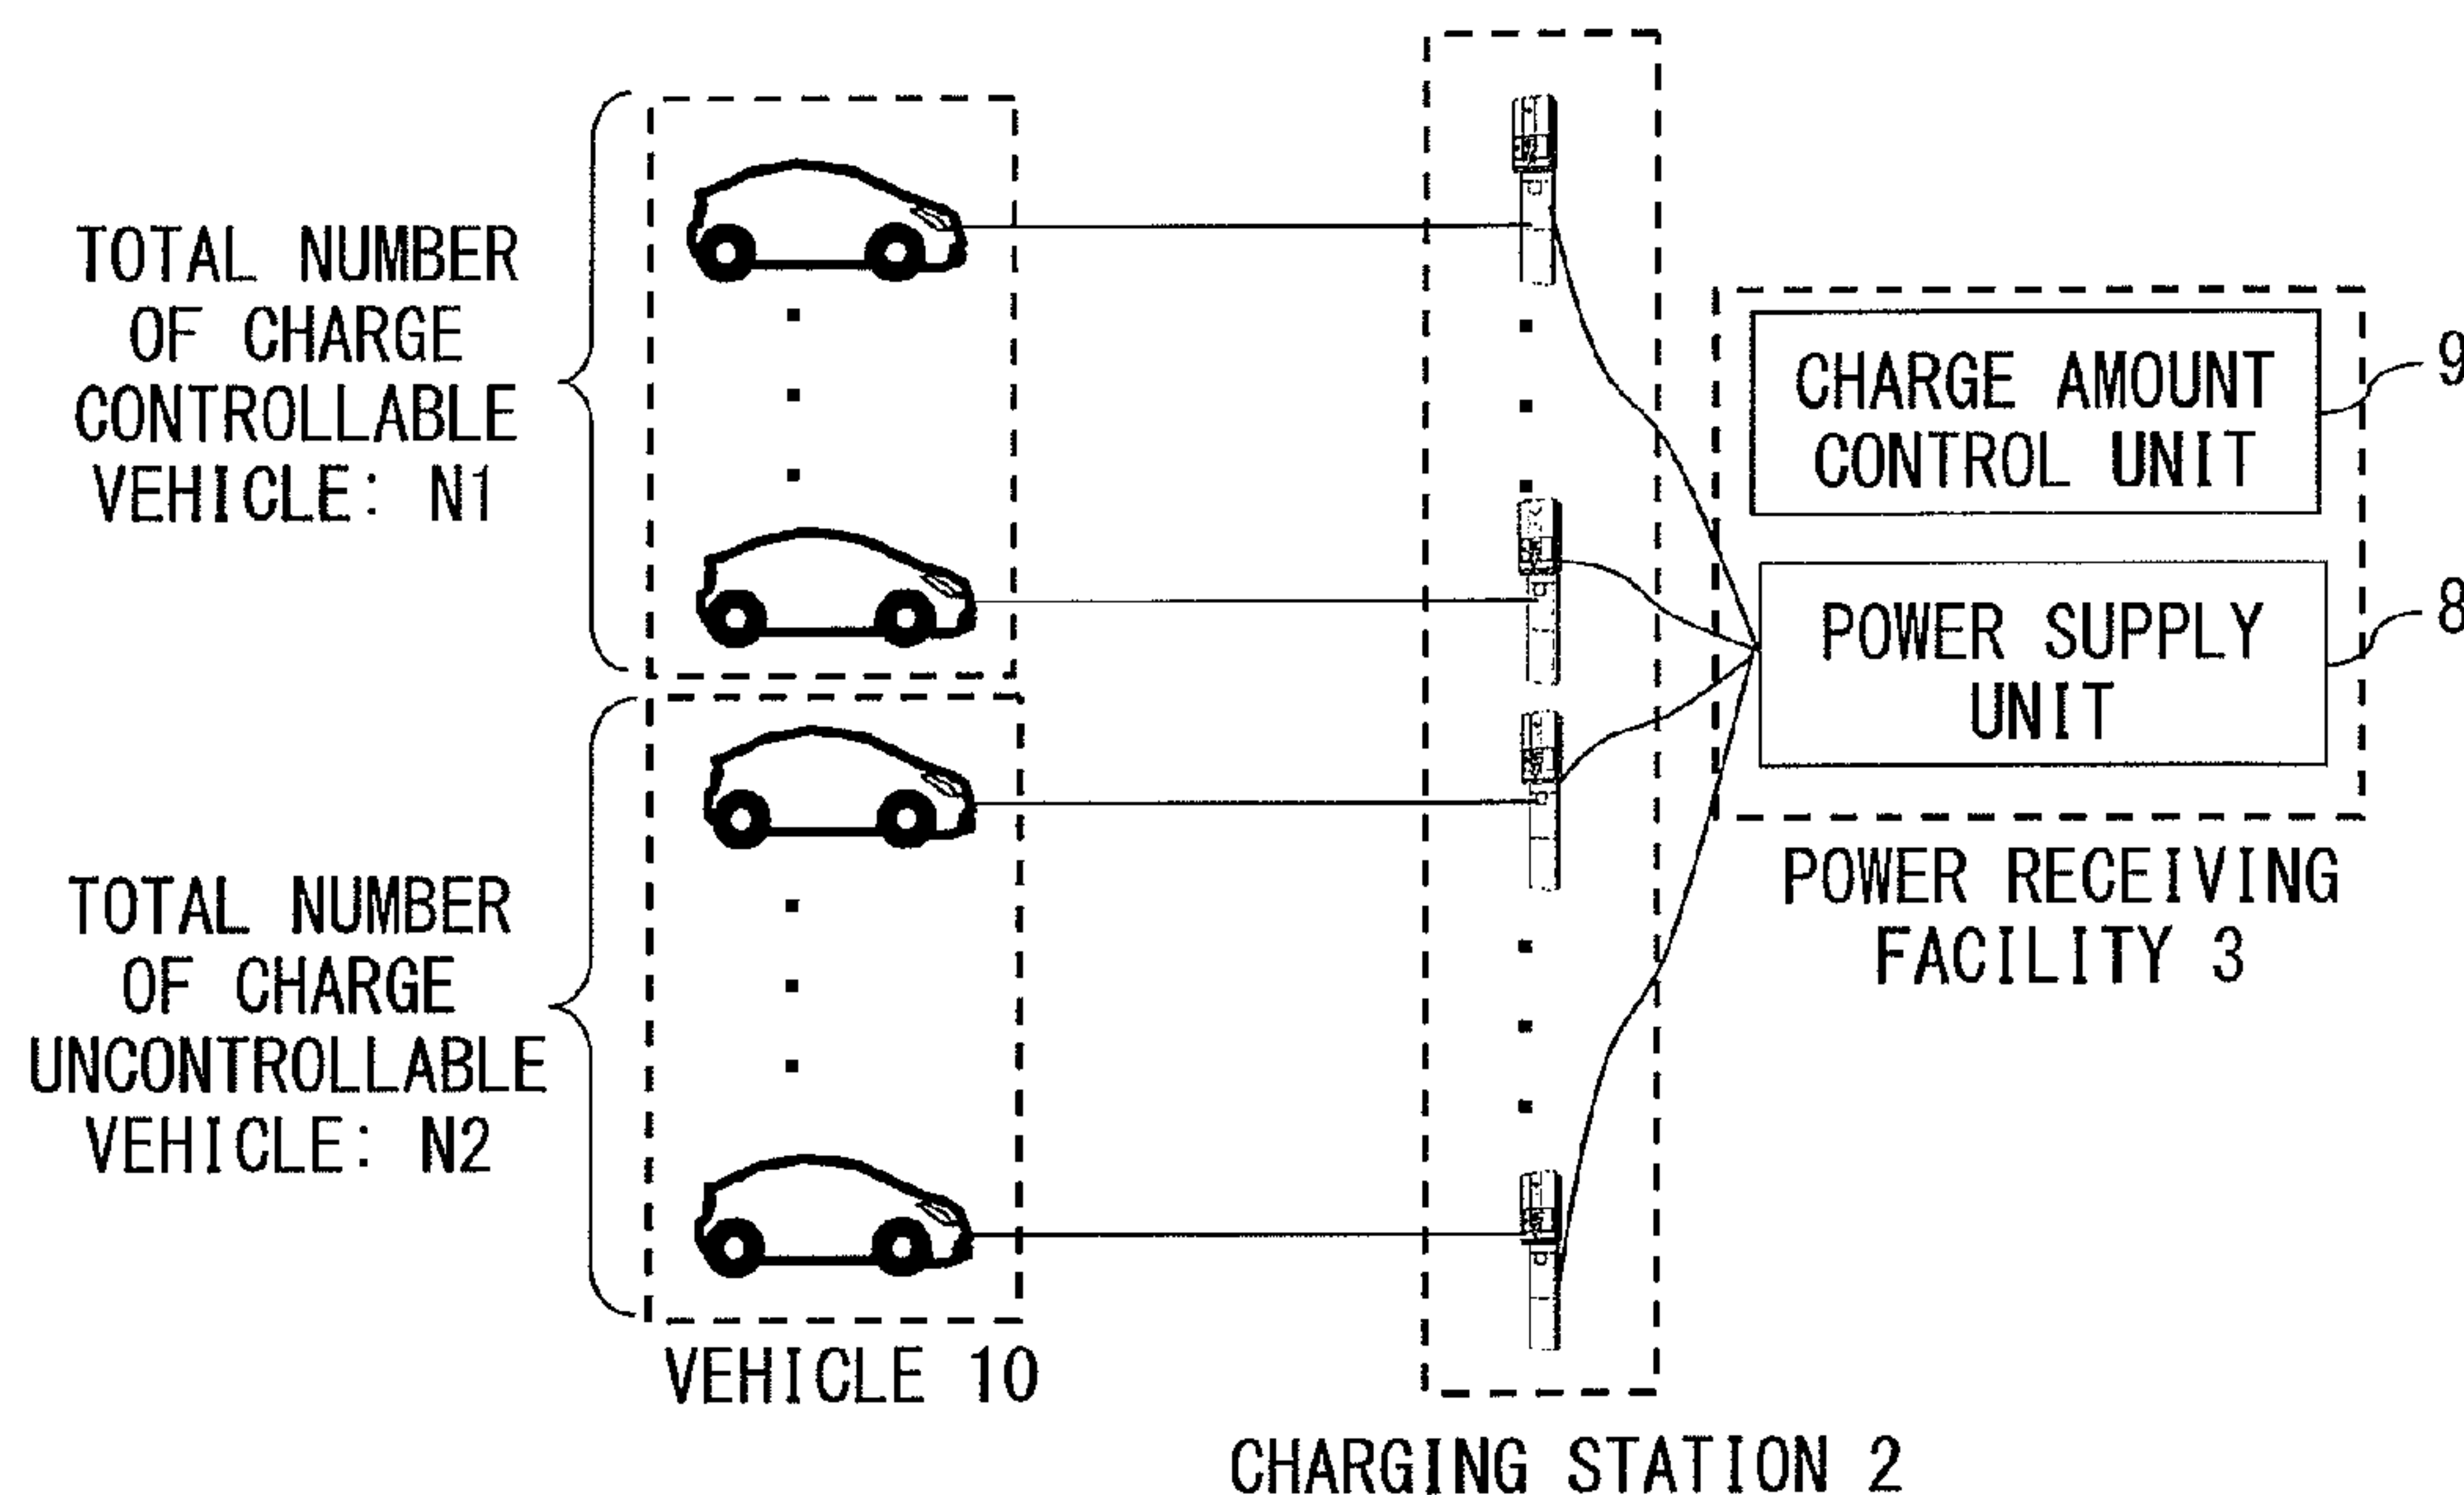 TOTAL NUMBER
OF CHARGE
CONTROLLABLE
VEHICLE: N1
TOTAL NUMBER
OF CHARGE
UNCONTROLLABLE
VEHICLE: N2
VEHICLE 10
CHARGING STATION 2
CHARGE AMOUNT
CONTROL UNIT
9
POWER SUPPLY
UNIT
8
POWER RECEIVING
FACILITY 3